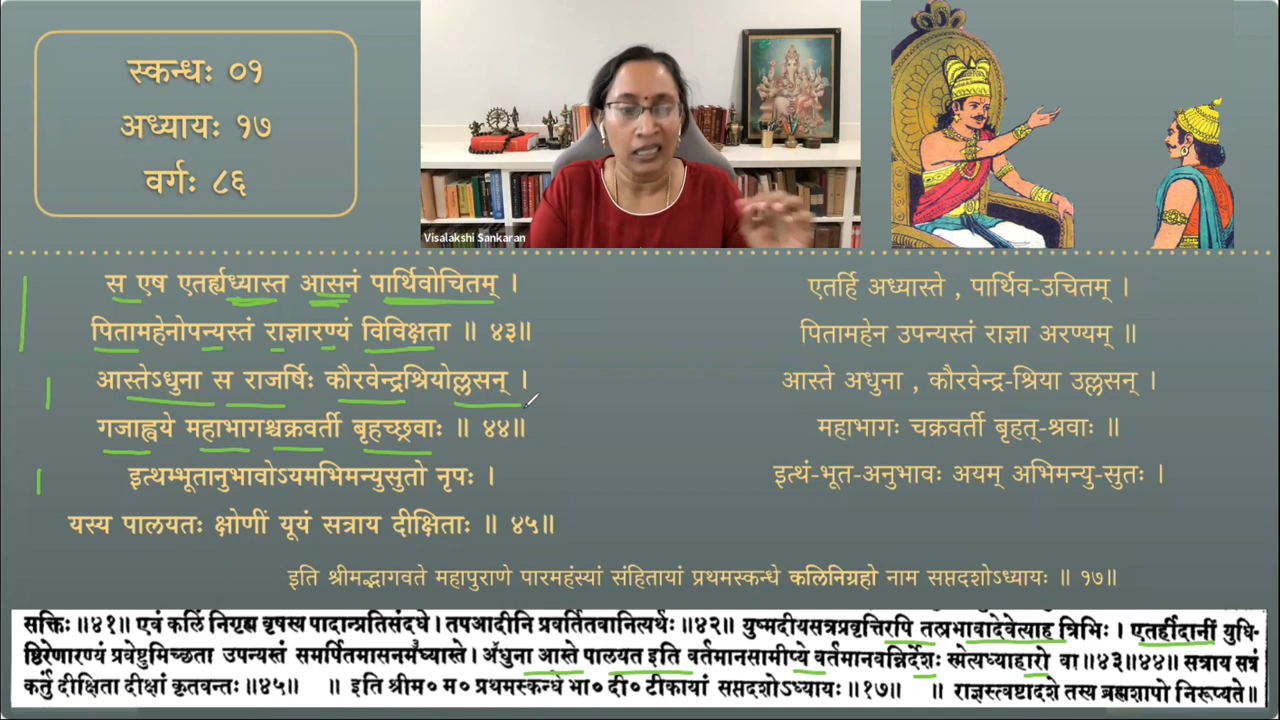 स्कन्धः ०१
अध्यायः १७
वर्गः ८६
Visalakshi Sankaran
स एष एतर्ह्यध्यास्त आसनं पार्थिवोचितम् ।
पितामहेनोपन्यस्तं राज्ञारण्यं विविक्षता ॥ ४३॥
आस्तेऽधुना स राजर्षिः कौरवेन्द्रश्रियोल्लसन् ।
गजाह्वये महाभागश्चक्रवर्ती बृहच्छ्रवाः ॥ ४४॥
इत्थम्भूतानुभावोऽयमभिमन्युसुतो नृपः ।
यस्य पालयतः क्षोणीं यूयं सत्राय दीक्षिताः ॥ ४५॥
एतर्हि अध्यास्ते , पार्थिव-उचितम् ।
पितामहेन उपन्यस्तं राज्ञा अरण्यम् ॥
आस्ते अधुना , कौरवेन्द्र-श्रिया उल्लसन् ।
महाभागः चक्रवर्ती बृहत्-श्रवाः ॥
इत्थं-भूत-अनुभावः अयम् अभिमन्यु-सुतः ।
इति श्रीमद्भागवते महापुराणे पारमहंस्यां संहितायां प्रथमस्कन्धे कलिनिग्रहो नाम सप्तदशोऽध्यायः ॥ १७॥
सक्तिः ॥४१॥ एवं कलिं निगृह्य वृषस्य पादान्प्रतिसंदधे । तपआदीनि प्रवर्तितवानित्यर्थः ॥४२॥ युष्मदीयसत्रप्रवृत्तिरपि तत्प्रभावादेवेत्याह त्रिभिः । एतर्हीदानीं युधि-
ष्ठिरेणारण्यं प्रवेष्टुमिच्छता उपन्यस्तं समर्पितमासनमध्यास्ते । अधुना आस्ते पालयत इति वर्तमानसामीप्ये वर्तमानवन्निर्देशः स्मेत्यध्याहारो वा ॥४३॥४४॥ सत्राय सत्रं
कर्तुं दीक्षिता दीक्षां कृतवन्तः ॥४५॥ ॥ इति श्रीम० म० प्रथमस्कन्धे भा० दी० टीकायां सप्तदशोऽध्यायः ॥१७॥ ॥ राज्ञस्त्वष्टादशे तस्य ब्रह्मशापो निरूप्यते॥